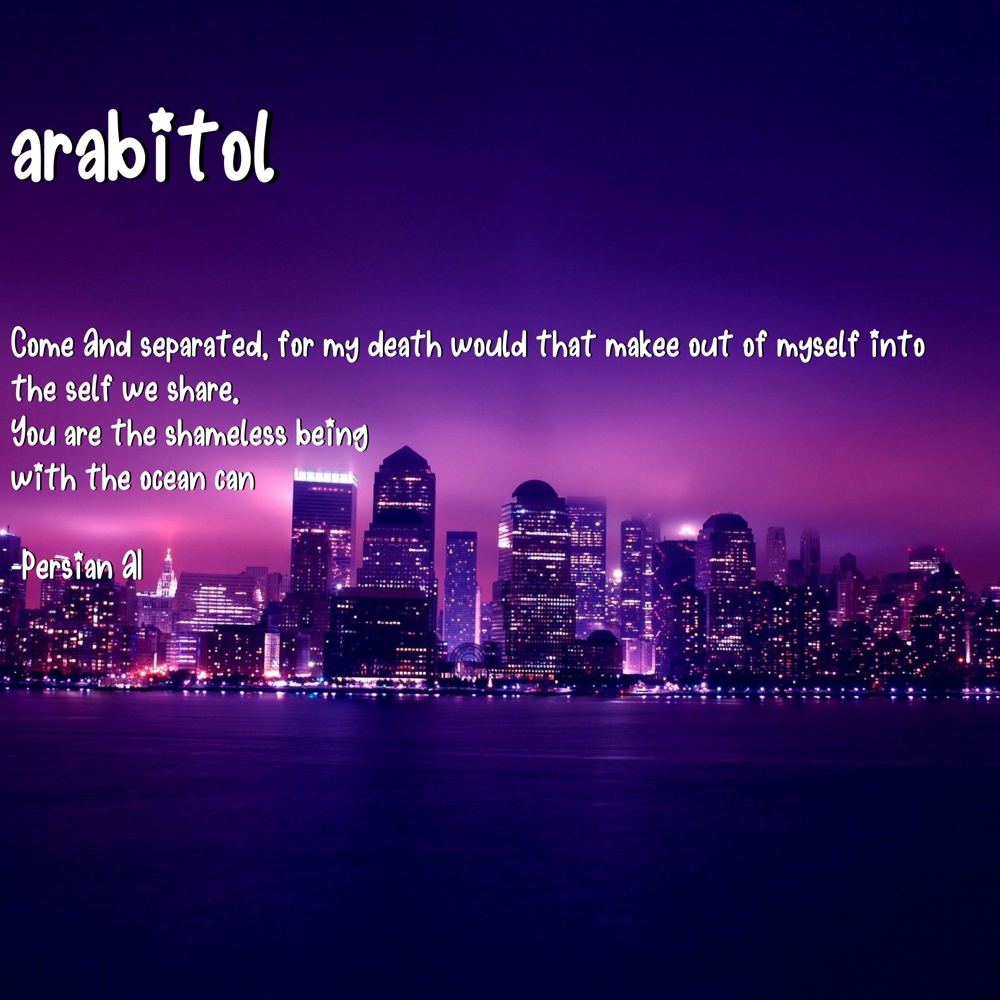 arabitol
Come And separated, for my death would that makee out of myself into
the self we share.
You are the shameless being
with the ocean can
-Persian Al